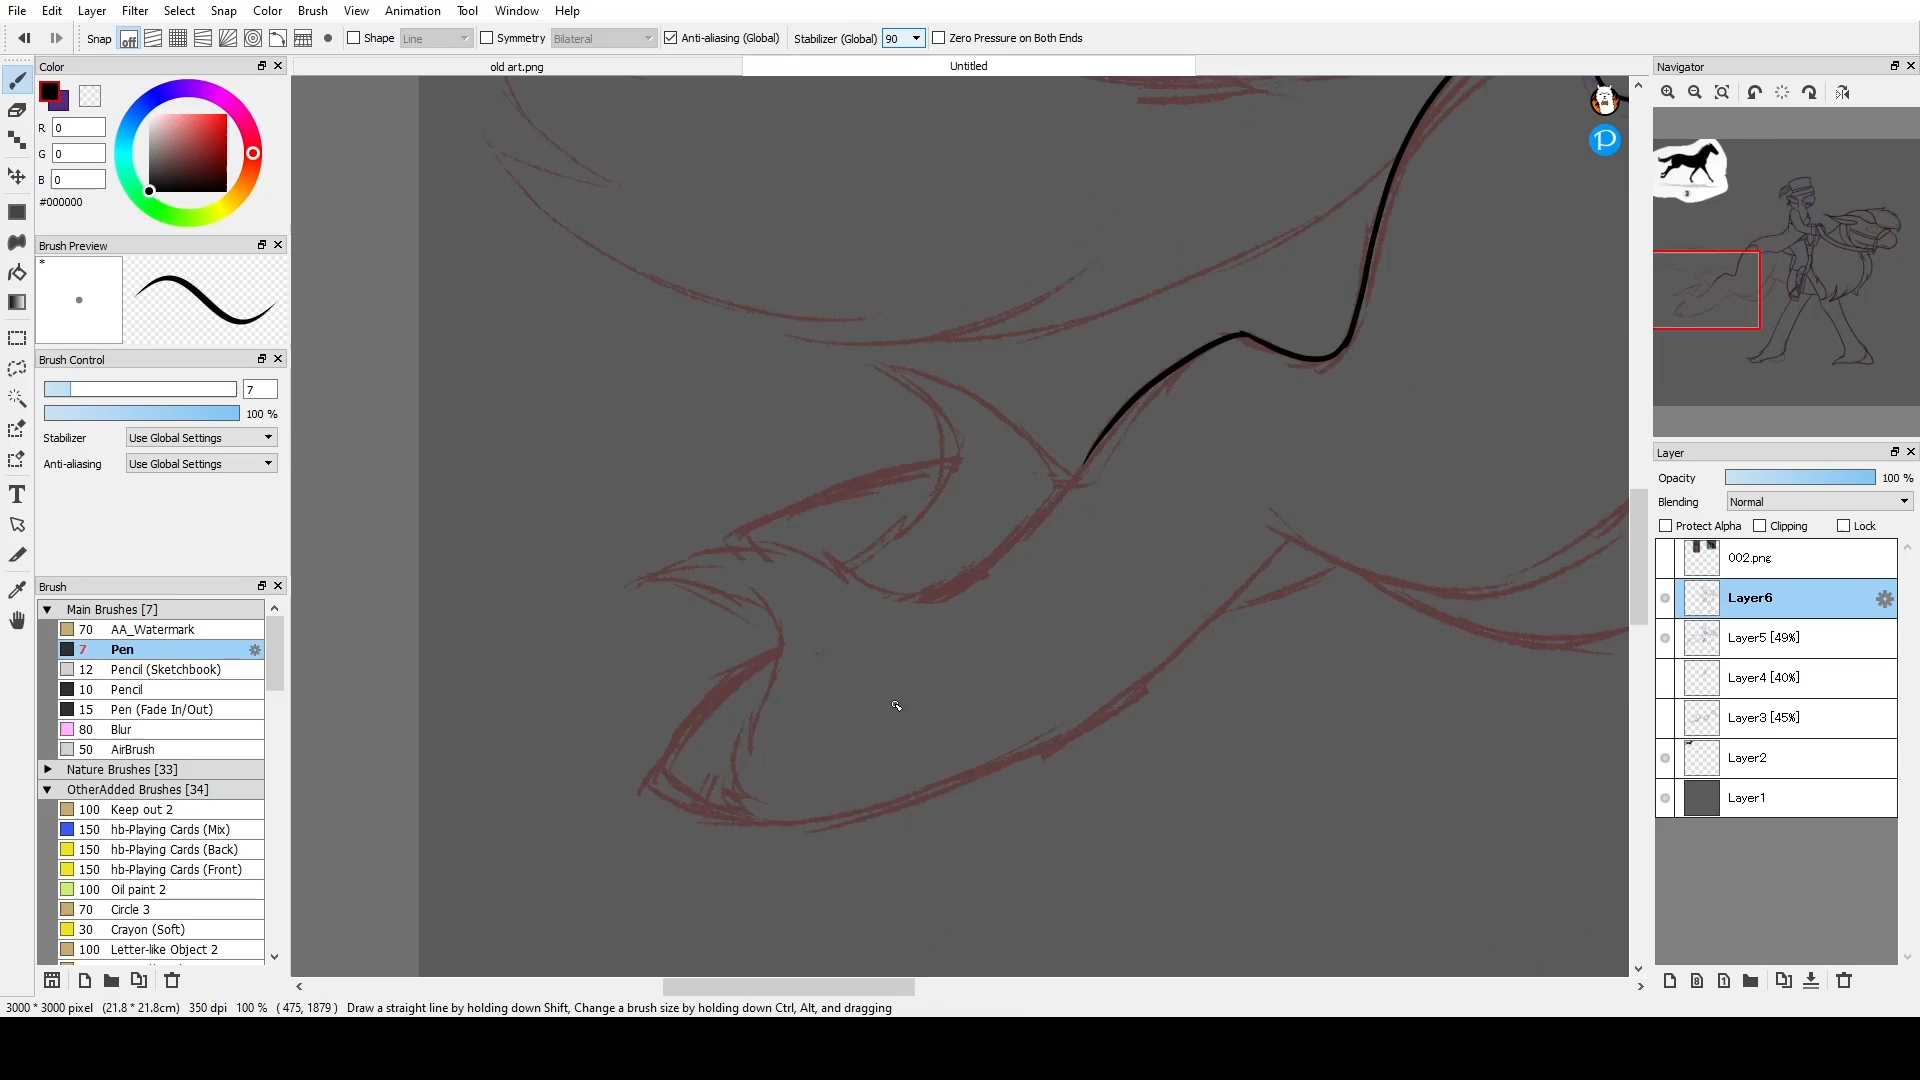 File Edit Layer Filter Select Snap Color Brush View Animation Tool Window Help
Snap off Shape Line Symmetry Bilateral Anti-aliasing (Global) Stabilizer (Global) 90 Zero Pressure on Both Ends
Color
old art.png
Untitled
Navigator
R 0
G 0
B 0
#000000
Brush Preview
*
Brush Control
7
100 %
Stabilizer Use Global Settings
Anti-aliasing Use Global Settings
Brush
Main Brushes [7]
70 AA_Watermark
7 Pen
12 Pencil (Sketchbook)
10 Pencil
15 Pen (Fade In/Out)
80 Blur
50 AirBrush
Nature Brushes [33]
OtherAdded Brushes [34]
100 Keep out 2
150 hb-Playing Cards (Mix)
150 hb-Playing Cards (Back)
150 hb-Playing Cards (Front)
100 Oil paint 2
70 Circle 3
30 Crayon (Soft)
100 Letter-like Object 2
P
Layer
Opacity 100 %
Blending Normal
Protect Alpha Clipping Lock
002.png
Layer6
Layer5 [49%]
Layer4 [40%]
Layer3 [45%]
Layer2
Layer1
3000 * 3000 pixel (21.8 * 21.8cm) 350 dpi 100 % ( 475, 1879 ) Draw a straight line by holding down Shift, Change a brush size by holding down Ctrl, Alt, and dragging